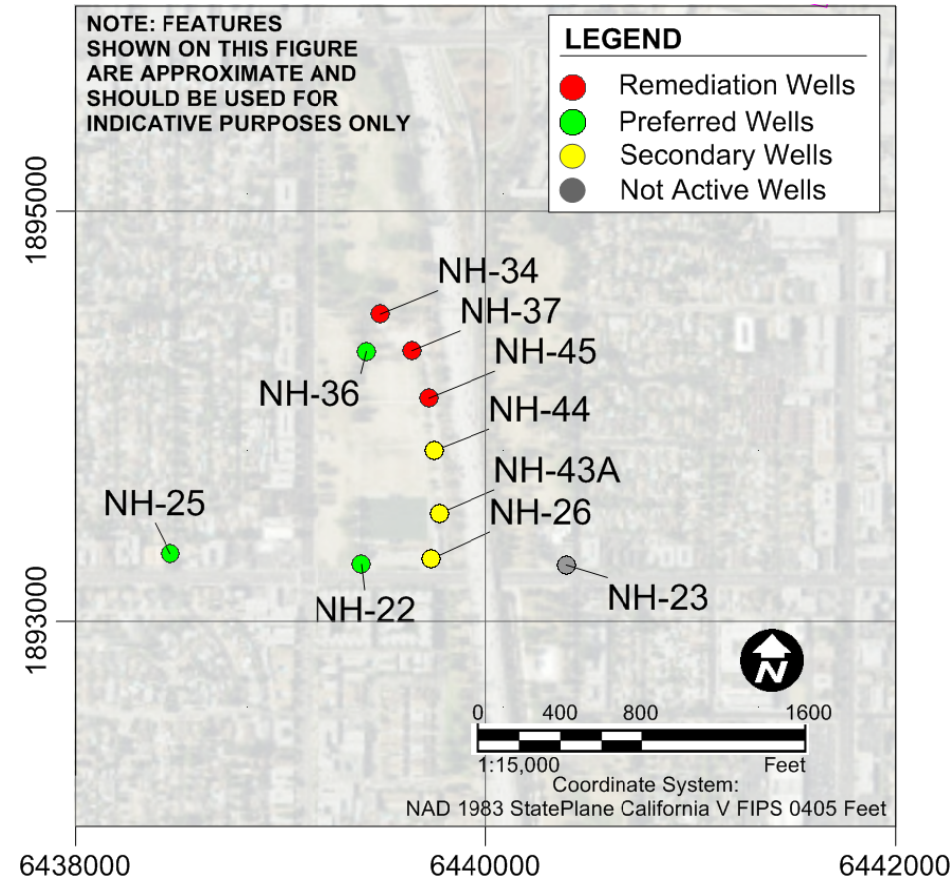 NOTE: FEATURES
SHOWN ON THIS FIGURE
ARE APPROXIMATE AND
SHOULD BE USED FOR
INDICATIVE PURPOSES ONLY
LEGEND
Remediation Wells
Preferred Wells
Secondary Wells
Not Active Wells
1895000
NH-34
NH-37
NH-45
NH-36
NH-44
NH-43A
NH-25
NH-26
NH-23
NH-22
1893000
N
0 400 800 1600
1:15,000 Feet
Coordinate System:
NAD 1983 StatePlane California V FIPS 0405 Feet
6438000 6440000 6442000